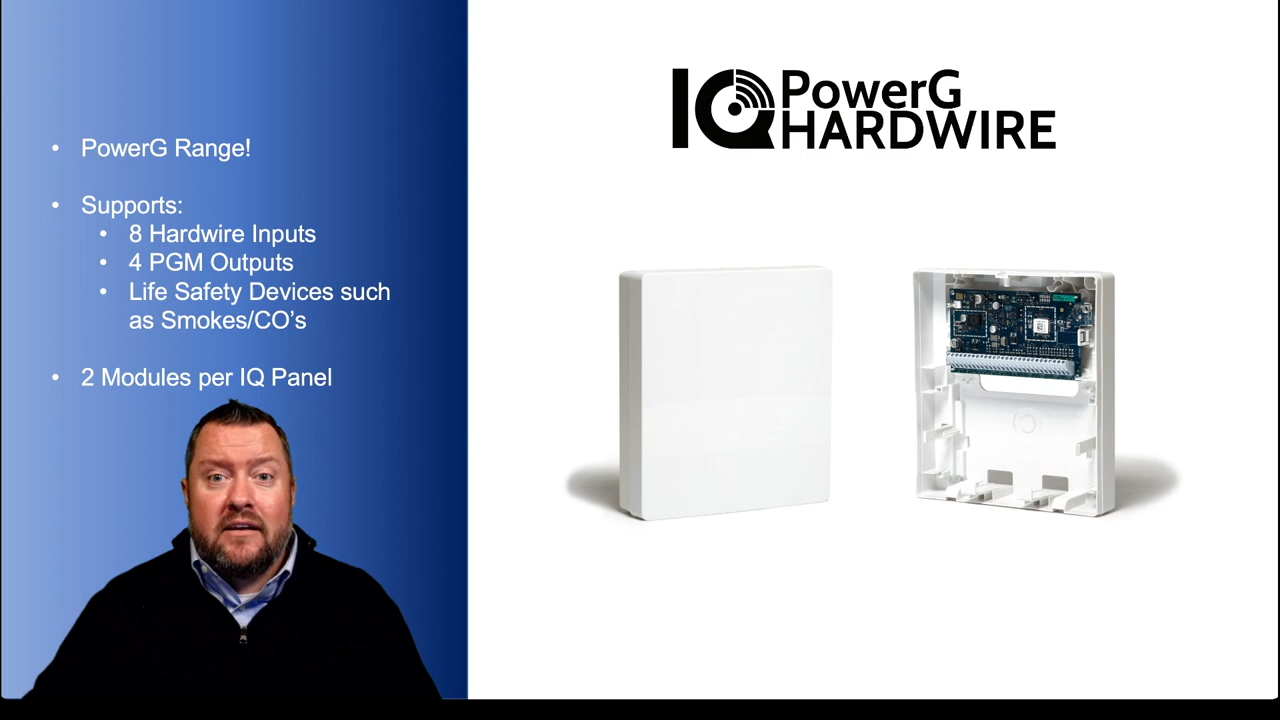 IQ PowerG
HARDWIRE
• PowerG Range!
• Supports:
• 8 Hardwire Inputs
• 4 PGM Outputs
• Life Safety Devices such
as Smokes/CO's
• 2 Modules per IQ Panel